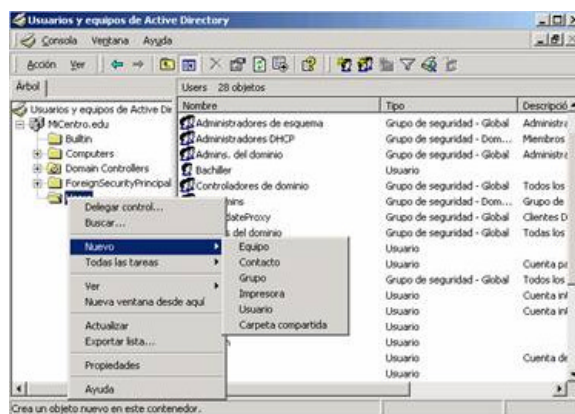 Usuarios y equipos de Active Directory
Consola Ventana Ayuda
Acción Ver
Árbol Users 28 objetos
Usuarios y equipos de Active Dir
MiCentro.edu
Builtin
Computers
Domain Controllers
ForeignSecurityPrincipal
Nombre Tipo Descripció
Administradores de esquema Grupo de seguridad - Global Administra
Administradores DHCP Grupo de seguridad - Dom... Miembros
Admins. del dominio Grupo de seguridad - Global Administra
Bachiller Usuario
Controladores de dominio Grupo de seguridad - Global Todos los
mins Grupo de seguridad - Dom... Grupo de
dateProxy Grupo de seguridad - Global Clientes D
s del dominio Grupo de seguridad - Global Todas los
Usuario
Usuario Cuenta pa
Grupo de seguridad - Global Todos los
Usuario Cuenta in
Usuario Cuenta in
Usuario
Usuario
Usuario Cuenta de
Usuario
Delegar control...
Buscar...
Nuevo
Todas las tareas
Ver
Nueva ventana desde aquí
Actualizar
Exportar lista...
Propiedades
Ayuda
Equipo
Contacto
Grupo
Impresora
Usuario
Carpeta compartida
Crea un objeto nuevo en este contenedor.